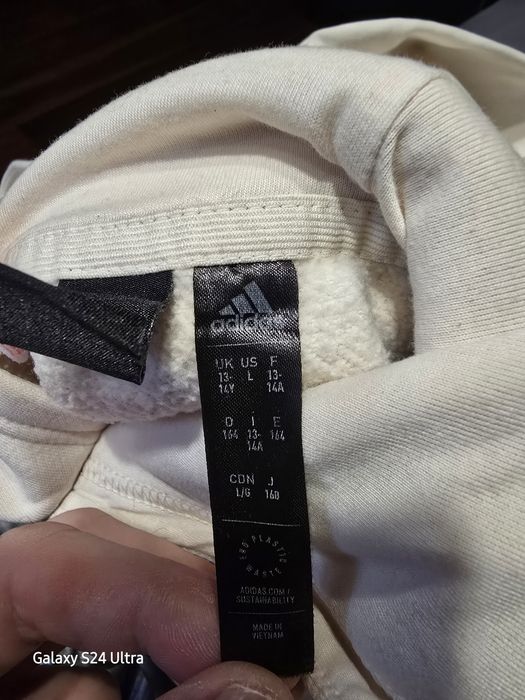 adidas
UK US F
13-14Y L 13-14A
D I E
164 13-14A 164
CDN J
L/G 160
END PLASTIC WASTE
ADIDAS.COM/
SUSTAINABILITY
MADE IN
VIETNAM
Galaxy S24 Ultra